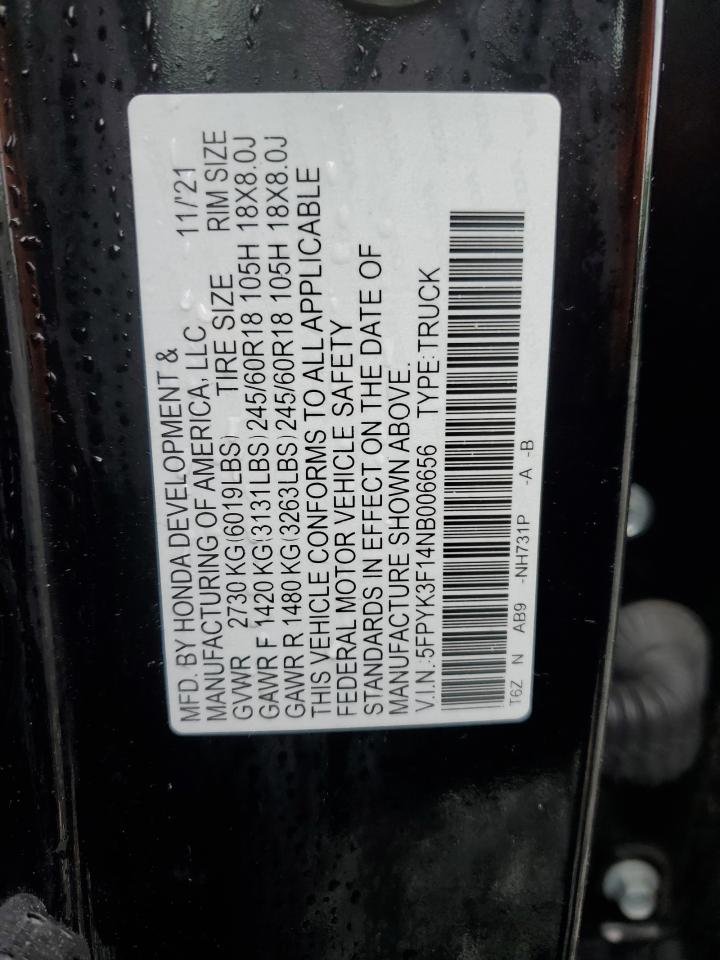 MFD. BY HONDA DEVELOPMENT &
MANUFACTURING OF AMERICA, LLC 11/'21
GVWR 2730 KG(6019LBS) TIRE SIZE RIM SIZE
GAWR F 1420 KG(3131LBS) 245/60R18 105H 18X8.0J
GAWR R 1480 KG(3263LBS) 245/60R18 105H 18X8.0J
THIS VEHICLE CONFORMS TO ALL APPLICABLE
FEDERAL MOTOR VEHICLE SAFETY
STANDARDS IN EFFECT ON THE DATE OF
MANUFACTURE SHOWN ABOVE.
V.I.N.:5FPYK3F14NB006656 TYPE:TRUCK
T6Z N AB9 -NH731P -A -B